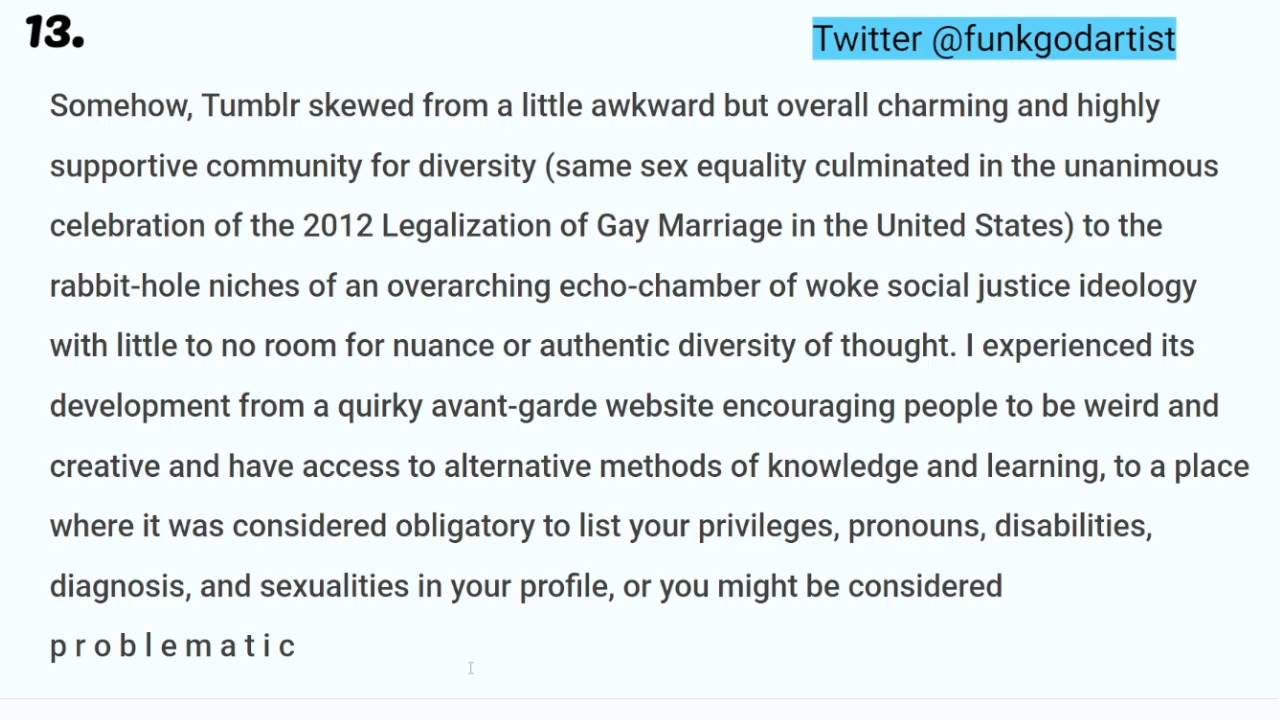 13.
Twitter @funkgodartist
Somehow, Tumblr skewed from a little awkward but overall charming and highly
supportive community for diversity (same sex equality culminated in the unanimous
celebration of the 2012 Legalization of Gay Marriage in the United States) to the
rabbit-hole niches of an overarching echo-chamber of woke social justice ideology
with little to no room for nuance or authentic diversity of thought. I experienced its
development from a quirky avant-garde website encouraging people to be weird and
creative and have access to alternative methods of knowledge and learning, to a place
where it was considered obligatory to list your privileges, pronouns, disabilities,
diagnosis, and sexualities in your profile, or you might be considered
p r o b l e m a t i c